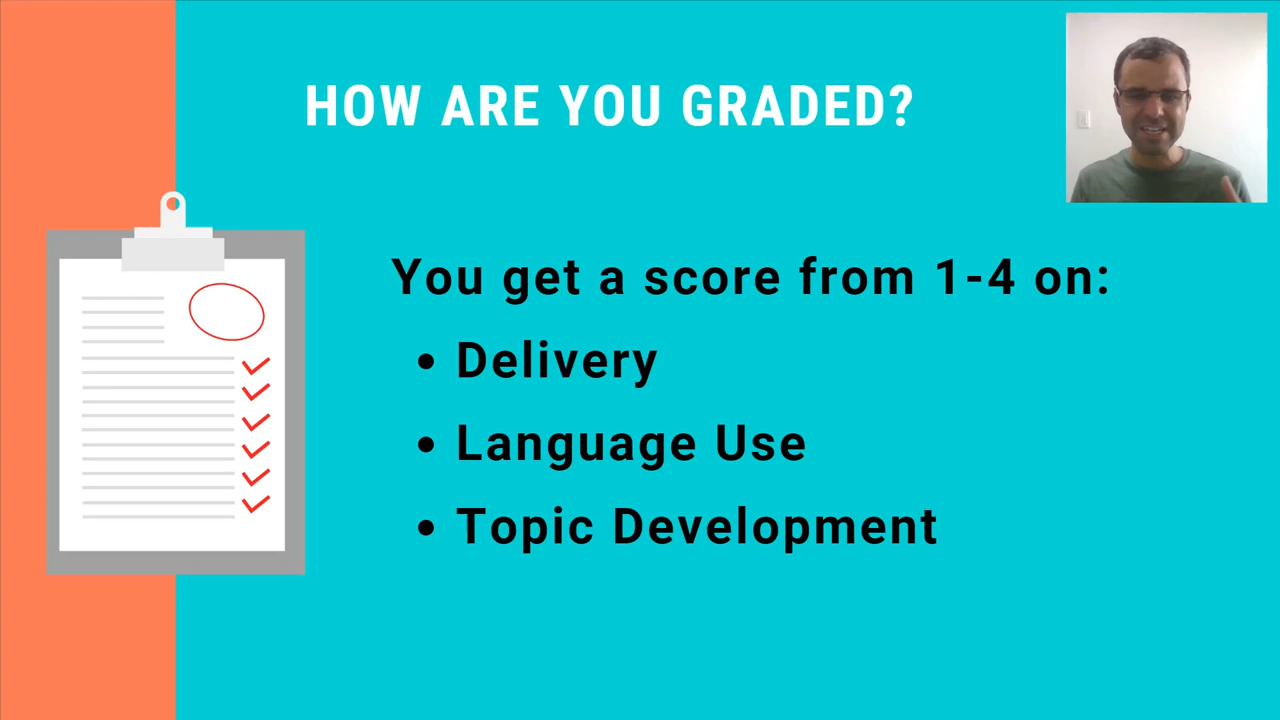 HOW ARE YOU GRADED?
You get a score from 1-4 on:
• Delivery
• Language Use
• Topic Development